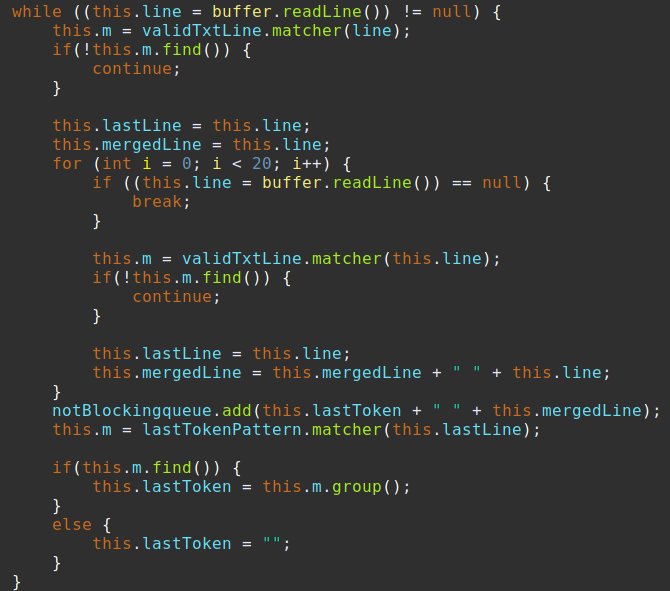 while ((this.line = buffer.readLine()) != null) {
    this.m = validTxtLine.matcher(line);
    if(!this.m.find()) {
        continue;
    }

    this.lastLine = this.line;
    this.mergedLine = this.line;
    for (int i = 0; i < 20; i++) {
        if ((this.line = buffer.readLine()) == null) {
            break;
        }

        this.m = validTxtLine.matcher(this.line);
        if(!this.m.find()) {
            continue;
        }

        this.lastLine = this.line;
        this.mergedLine = this.mergedLine + " " + this.line;
    }
    notBlockingqueue.add(this.lastToken + " " + this.mergedLine);
    this.m = lastTokenPattern.matcher(this.lastLine);

    if(this.m.find()) {
        this.lastToken = this.m.group();
    }
    else {
        this.lastToken = "";
    }
}